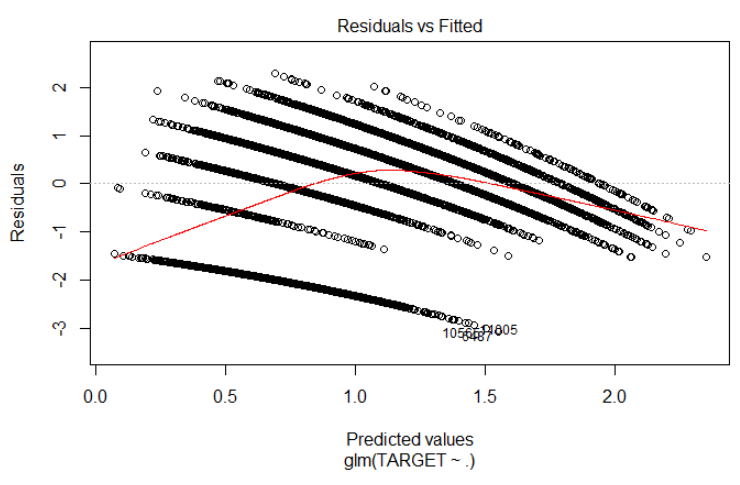 Residuals vs Fitted
Residuals
2
1
0
-1
-2
-3
11005
0.0 0.5 1.0 1.5 2.0
Predicted values
glm(TARGET ~ .)